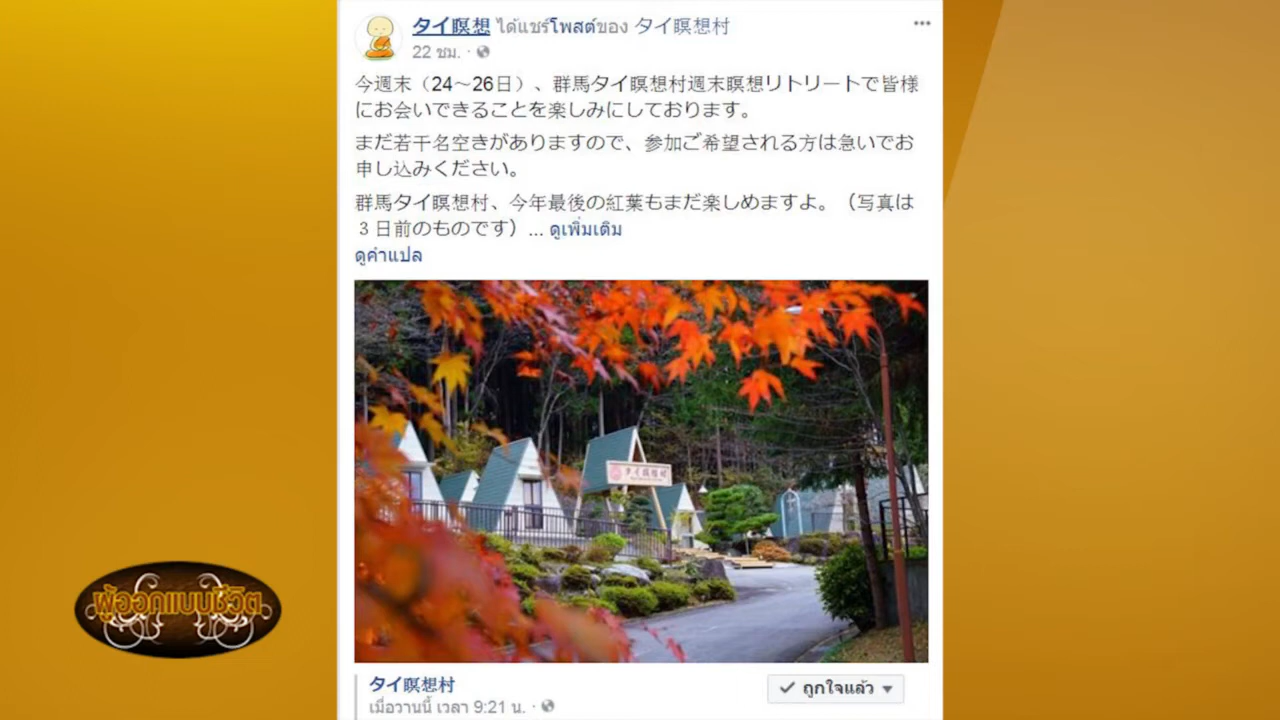 タイ瞑想 ได้แชร์โพสต์ของ タイ瞑想村
22 ชม. ·
今週末（24～26日）、群馬タイ瞑想村週末瞑想リトリートで皆様
にお会いできることを楽しみにしております。
まだ若干名空きがありますので、参加ご希望される方は急いでお
申し込みください。
群馬タイ瞑想村、今年最後の紅葉もまだ楽しめますよ。（写真は
３日前のものです）... ดูเพิ่มเติม
ดูคำแปล
タイ瞑想村
ผู้ออกแบบชีวิต
タイ瞑想村
เมื่อวานนี้ เวลา 9:21 น. ·
ถูกใจแล้ว